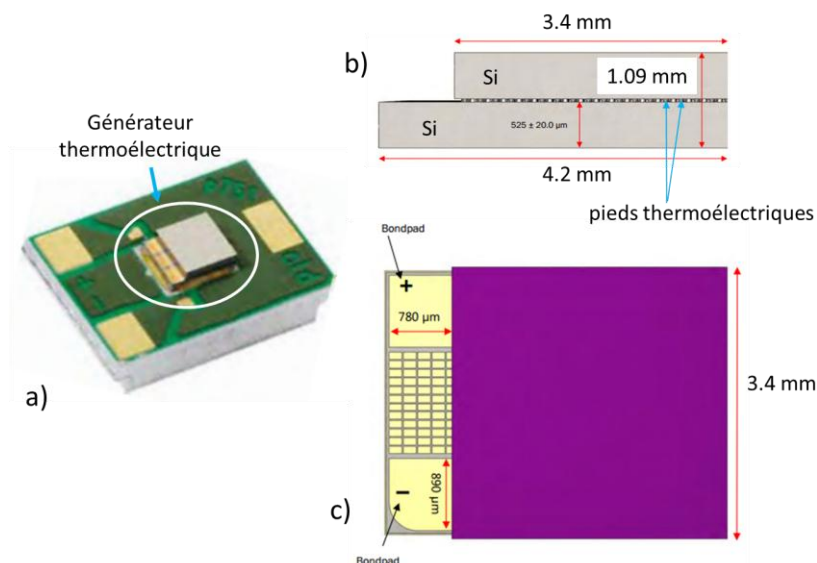 Générateur
thermoélectrique
a)
b)
3.4 mm
Si
1.09 mm
Si
525 ± 20.0 µm
4.2 mm
pieds thermoélectriques
Bondpad
+
780 µm
3.4 mm
890 µm
−
c)
Bondpad